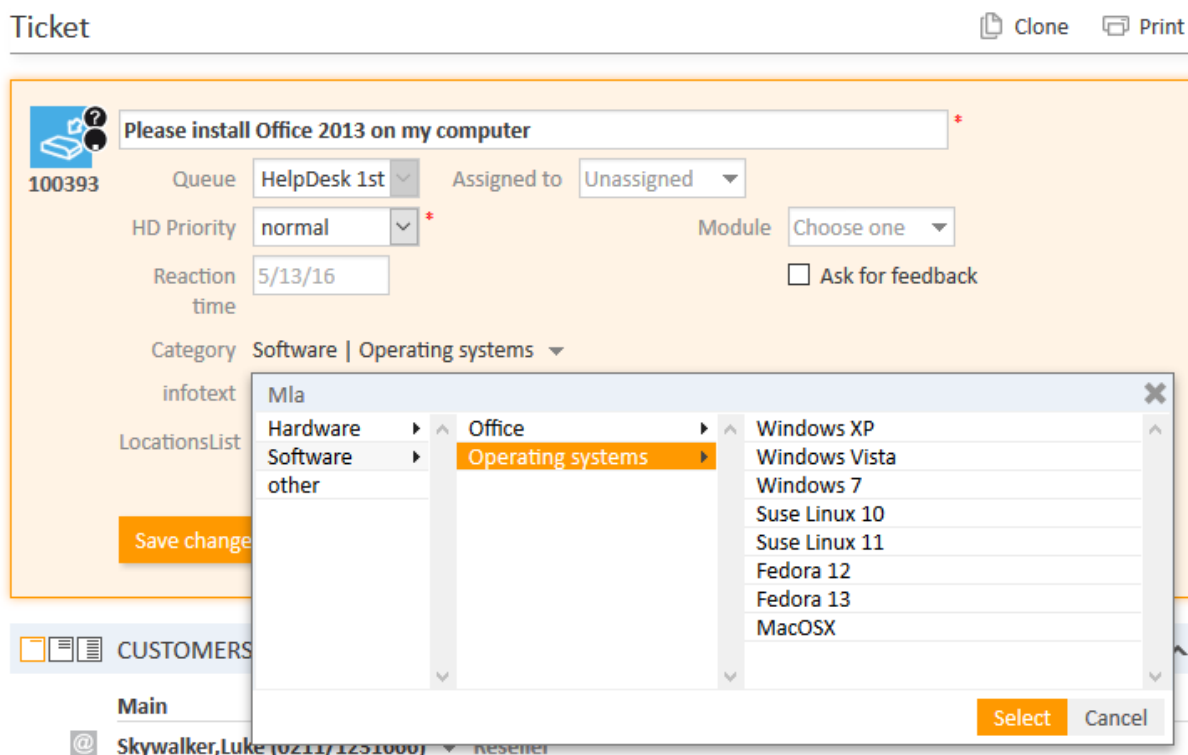 Ticket
Clone
Print
Please install Office 2013 on my computer *
100393
Queue HelpDesk 1st Assigned to Unassigned
HD Priority normal * Module Choose one
Reaction time 5/13/16 Ask for feedback
Category Software | Operating systems
infotext
LocationsList
Mla
Hardware
Software
other
Office
Operating systems
Windows XP
Windows Vista
Windows 7
Suse Linux 10
Suse Linux 11
Fedora 12
Fedora 13
MacOSX
Save change
Select
Cancel
CUSTOMERS
Main
@ Skywalker,Luke (0211/1231666) Reseller